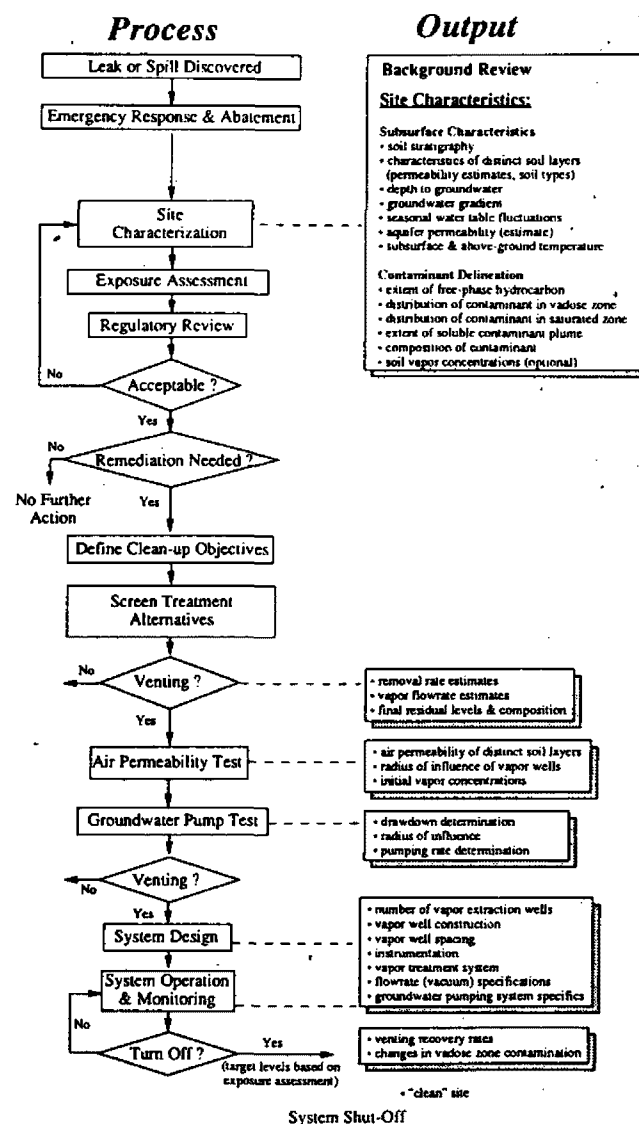 Process
Output
Leak or Spill Discovered
Emergency Response & Abatement
Site
Characterization
Exposure Assessment
Regulatory Review
No
Acceptable ?
Yes
No
Remediation Needed ?
No Further
Action
Yes
Define Clean-up Objectives
Screen Treatment
Alternatives
No
Venting ?
Yes
Air Permeability Test
Groundwater Pump Test
No
Venting ?
Yes
System Design
System Operation
& Monitoring
No
Turn Off ?
Yes
(target levels based on
exposure assessment)
Background Review
Site Characteristics:
Subsurface Characteristics
• soil stratigraphy
• characteristics of distinct soil layers
(permeability estimates, soil types)
• depth to groundwater
• groundwater gradient
• seasonal water table fluctuations
• aquifer permeability (estimate)
• subsurface & above-ground temperature
Contaminant Delineation
• extent of free-phase hydrocarbon
• distribution of contaminant in vadose zone
• distribution of contaminant in saturated zone
• extent of soluble contaminant plume
• composition of contaminant
• soil vapor concentrations (optional)
• removal rate estimates
• vapor flowrate estimates
• final residual levels & composition
• air permeability of distinct soil layers
• radius of influence of vapor wells
• initial vapor concentrations
• drawdown determination
• radius of influence
• pumping rate determination
• number of vapor extraction wells
• vapor well construction
• vapor well spacing
• instrumentation
• vapor treatment system
• flowrate (vacuum) specifications
• groundwater pumping system specifics
• venting recovery rates
• changes in vadose zone contamination
• "clean" site
System Shut-Off